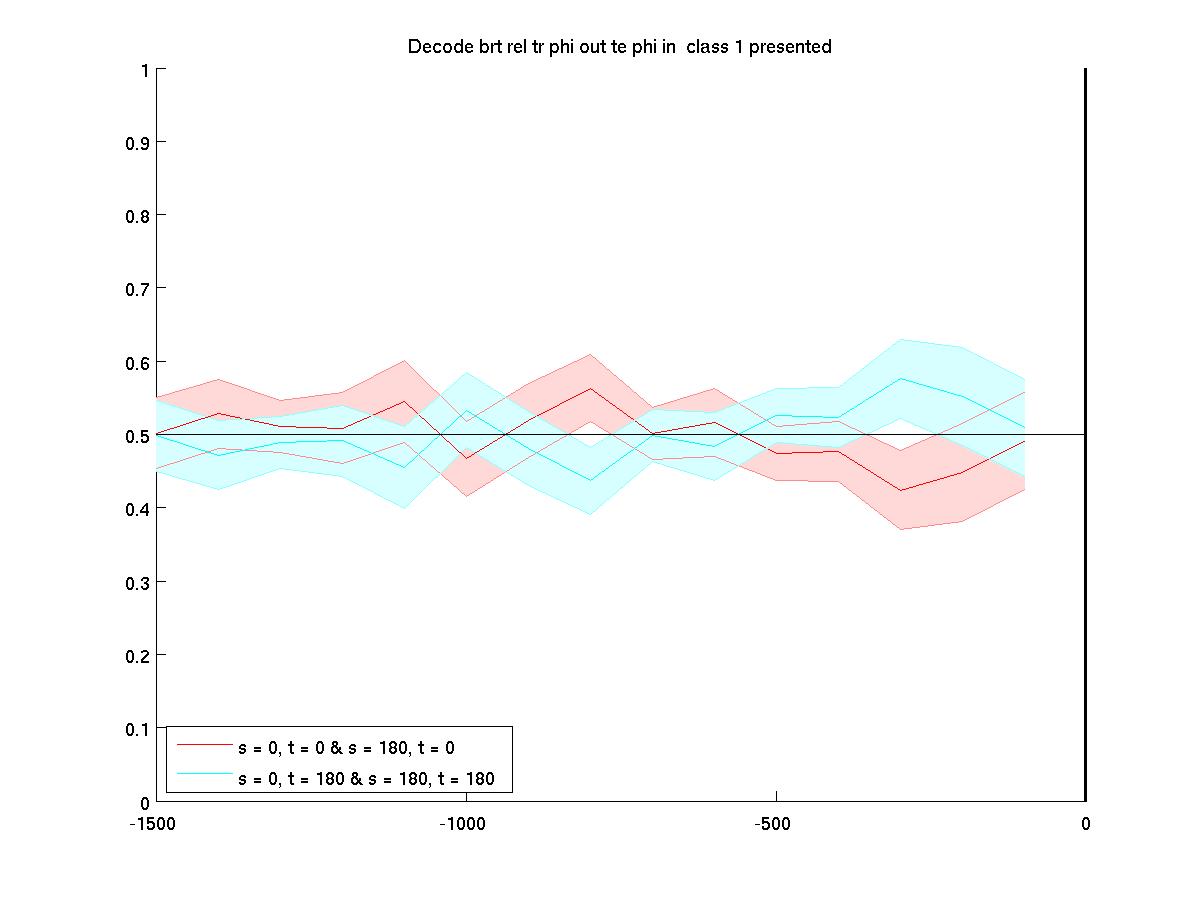 Decode brt rel tr phi out te phi in  class 1 presented
1
0.9
0.8
0.7
0.6
0.5
0.4
0.3
0.2
0.1
0
s = 0, t = 0 & s = 180, t = 0
s = 0, t = 180 & s = 180, t = 180
-1500 -1000 -500 0